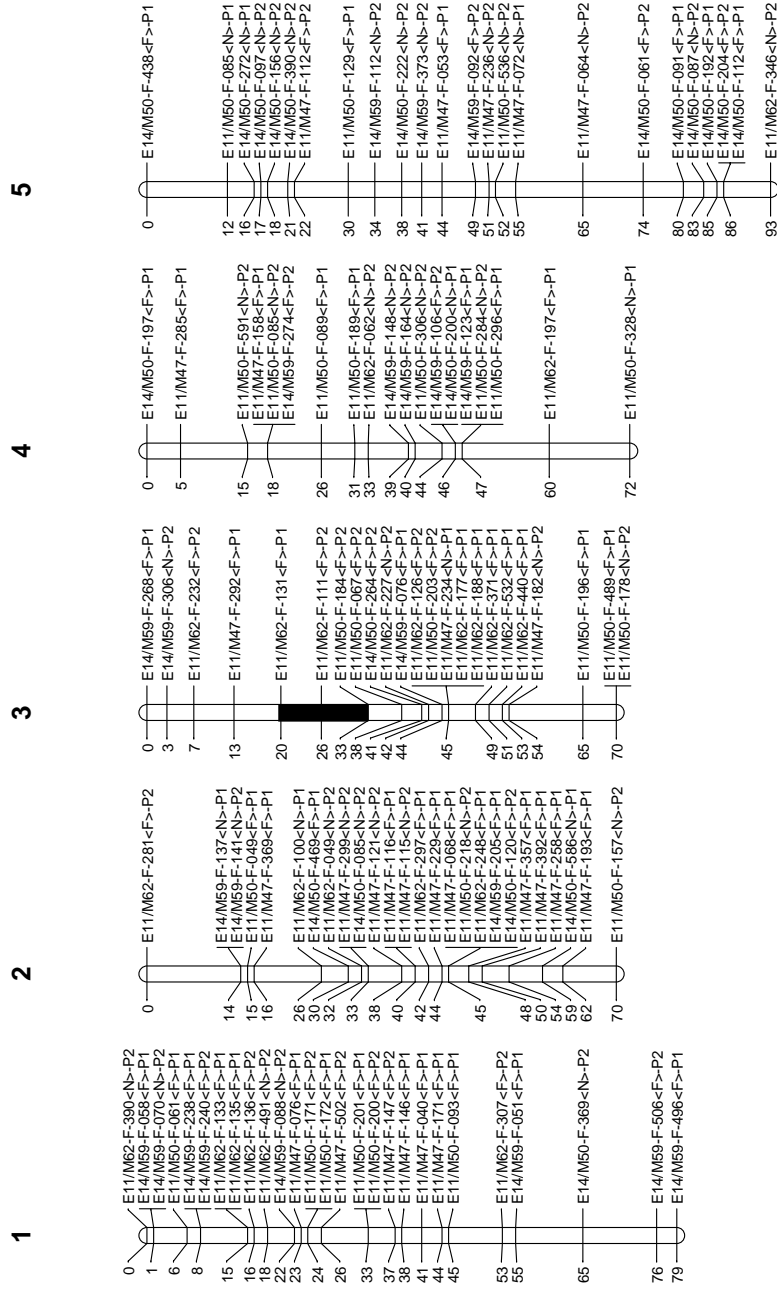 1
0 E11/M62-F-390<N>-P2
1 E14/M59-F-058<F>-P1
E14/M59-F-070<N>-P2
6 E11/M50-F-061<F>-P1
8 E14/M59-F-238<F>-P1
E14/M59-F-240<F>-P2
15 E11/M62-F-133<F>-P1
E11/M62-F-135<F>-P1
16 E11/M62-F-136<F>-P2
18 E11/M62-F-491<N>-P2
22 E14/M59-F-088<N>-P2
23 E11/M47-F-076<F>-P1
24 E11/M50-F-171<F>-P2
E11/M50-F-172<F>-P1
26 E11/M47-F-502<F>-P2
33 E11/M50-F-201<F>-P1
E11/M50-F-200<F>-P2
37 E11/M47-F-147<F>-P2
38 E11/M47-F-146<F>-P1
41 E11/M47-F-040<F>-P1
44 E11/M47-F-171<F>-P1
45 E11/M50-F-093<F>-P1
53 E11/M62-F-307<F>-P2
55 E14/M59-F-051<F>-P1
65 E14/M50-F-369<N>-P2
76 E14/M59-F-506<F>-P2
79 E14/M59-F-496<F>-P1
2
0 E11/M62-F-281<F>-P2
14 E14/M59-F-137<N>-P2
E14/M59-F-141<N>-P2
15 E11/M50-F-049<F>-P1
16 E11/M47-F-369<F>-P1
26 E11/M62-F-100<N>-P1
30 E14/M50-F-469<F>-P1
32 E11/M62-F-049<N>-P2
33 E11/M47-F-299<N>-P2
E14/M50-F-085<N>-P2
38 E11/M47-F-121<N>-P2
40 E11/M47-F-116<F>-P1
E11/M47-F-115<N>-P2
42 E11/M62-F-297<F>-P1
44 E11/M47-F-229<F>-P1
45 E11/M47-F-068<F>-P1
E11/M50-F-218<N>-P2
E11/M62-F-248<F>-P1
E14/M59-F-205<F>-P1
E14/M50-F-120<F>-P2
48 E11/M47-F-357<F>-P1
50 E11/M47-F-392<F>-P1
54 E11/M47-F-258<F>-P1
59 E14/M50-F-586<N>-P1
62 E11/M47-F-193<F>-P1
70 E11/M50-F-157<N>-P2
3
0 E14/M59-F-268<F>-P1
3 E14/M59-F-306<N>-P2
7 E11/M62-F-232<F>-P2
13 E11/M47-F-292<F>-P1
20 E11/M62-F-131<F>-P1
26 E11/M62-F-111<F>-P2
33 E11/M50-F-184<F>-P2
38 E11/M50-F-067<F>-P2
41 E14/M50-F-264<F>-P2
42 E11/M62-F-227<N>-P2
44 E14/M59-F-076<F>-P1
45 E11/M62-F-126<F>-P2
E11/M50-F-203<F>-P2
E11/M47-F-234<N>-P1
E11/M62-F-177<F>-P1
E11/M62-F-188<F>-P1
49 E11/M62-F-371<F>-P1
51 E11/M62-F-532<F>-P1
53 E11/M62-F-440<F>-P1
54 E11/M47-F-182<N>-P2
65 E11/M50-F-196<F>-P1
70 E11/M50-F-489<F>-P1
E11/M50-F-178<N>-P2
4
0 E14/M50-F-197<F>-P1
5 E11/M47-F-285<F>-P1
15 E11/M50-F-591<N>-P2
18 E11/M47-F-158<F>-P1
E11/M50-F-085<N>-P2
E14/M59-F-274<F>-P2
26 E11/M50-F-089<F>-P1
31 E11/M50-F-189<F>-P1
33 E11/M62-F-062<N>-P2
39 E14/M59-F-148<N>-P2
40 E14/M59-F-164<N>-P2
44 E11/M50-F-306<N>-P2
46 E14/M59-F-106<F>-P2
E14/M50-F-200<N>-P1
47 E14/M59-F-123<F>-P1
E11/M50-F-284<N>-P2
E11/M50-F-296<F>-P1
60 E11/M62-F-197<F>-P1
72 E11/M50-F-328<N>-P1
5
0 E14/M50-F-438<F>-P1
12 E11/M50-F-085<N>-P1
16 E14/M50-F-272<N>-P1
17 E14/M50-F-097<N>-P2
18 E14/M50-F-156<N>-P2
21 E14/M50-F-390<N>-P2
22 E11/M47-F-112<F>-P1
30 E11/M50-F-129<F>-P1
34 E14/M59-F-112<N>-P2
38 E14/M50-F-222<N>-P2
41 E14/M59-F-373<N>-P2
44 E11/M47-F-053<F>-P1
49 E14/M59-F-092<F>-P2
51 E11/M47-F-236<N>-P2
52 E11/M50-F-536<N>-P2
55 E11/M47-F-072<F>-P1
65 E11/M47-F-064<N>-P2
74 E14/M50-F-061<F>-P2
80 E14/M50-F-091<F>-P1
83 E14/M50-F-087<N>-P2
85 E14/M50-F-192<F>-P1
86 E14/M50-F-204<F>-P2
E14/M50-F-112<F>-P1
93 E11/M62-F-346<N>-P2